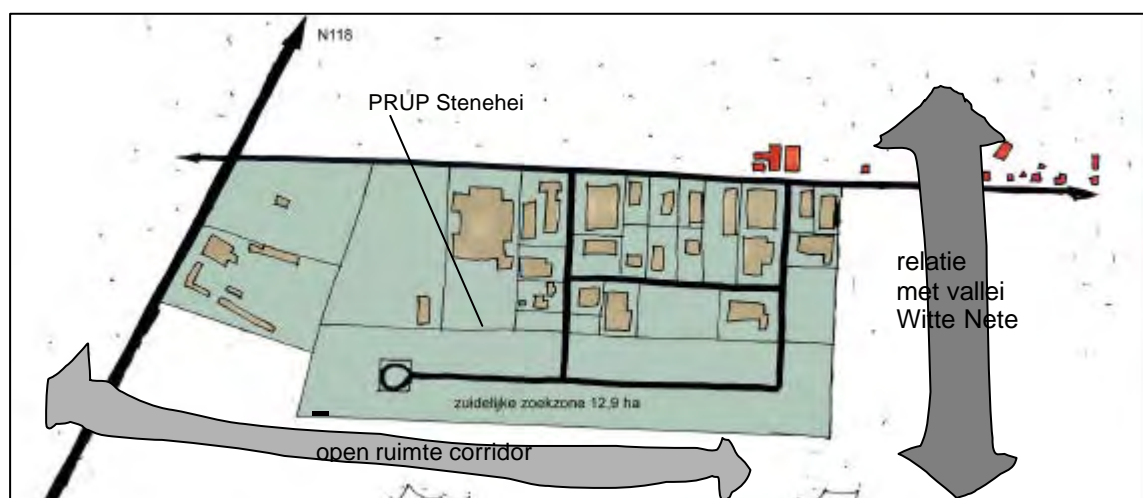 N118
PRUP Stenehei
relatie
met vallei
Witte Nete
zuidelijke zoekzone 12,9 ha
open ruimte corridor